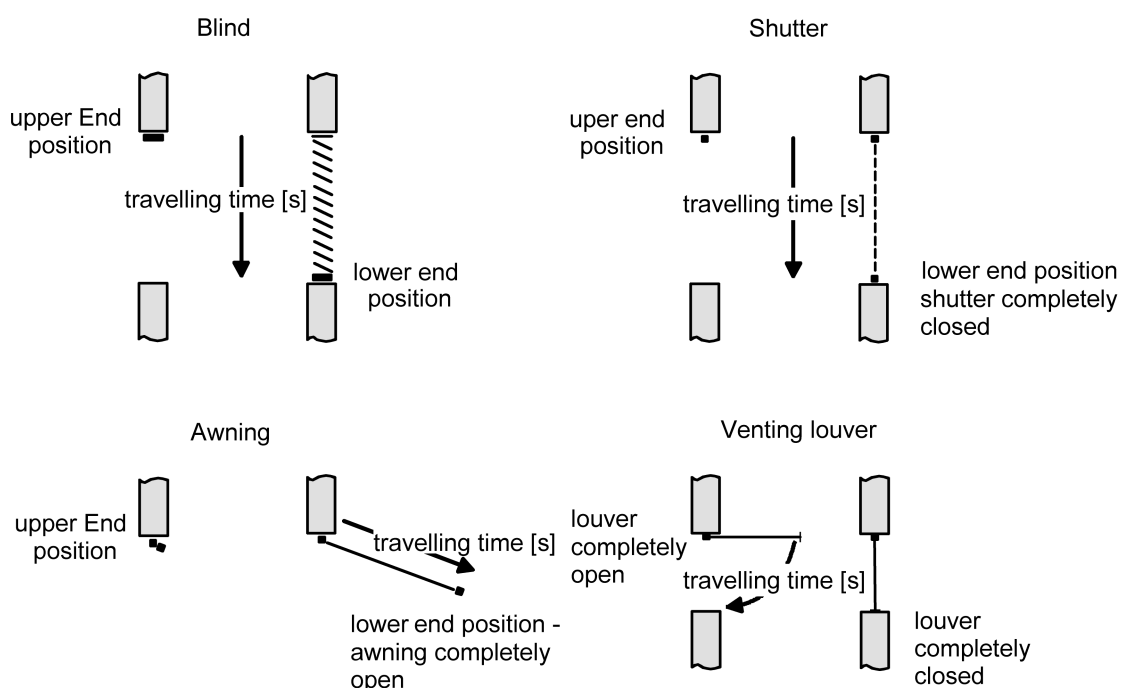 Blind
upper End
position
travelling time [s]
lower end
position
Shutter
uper end
position
travelling time [s]
lower end position
shutter completely
closed
Awning
upper End
position
travelling time [s]
lower end position -
awning completely
open
Venting louver
louver
completely
open
travelling time [s]
louver
completely
closed